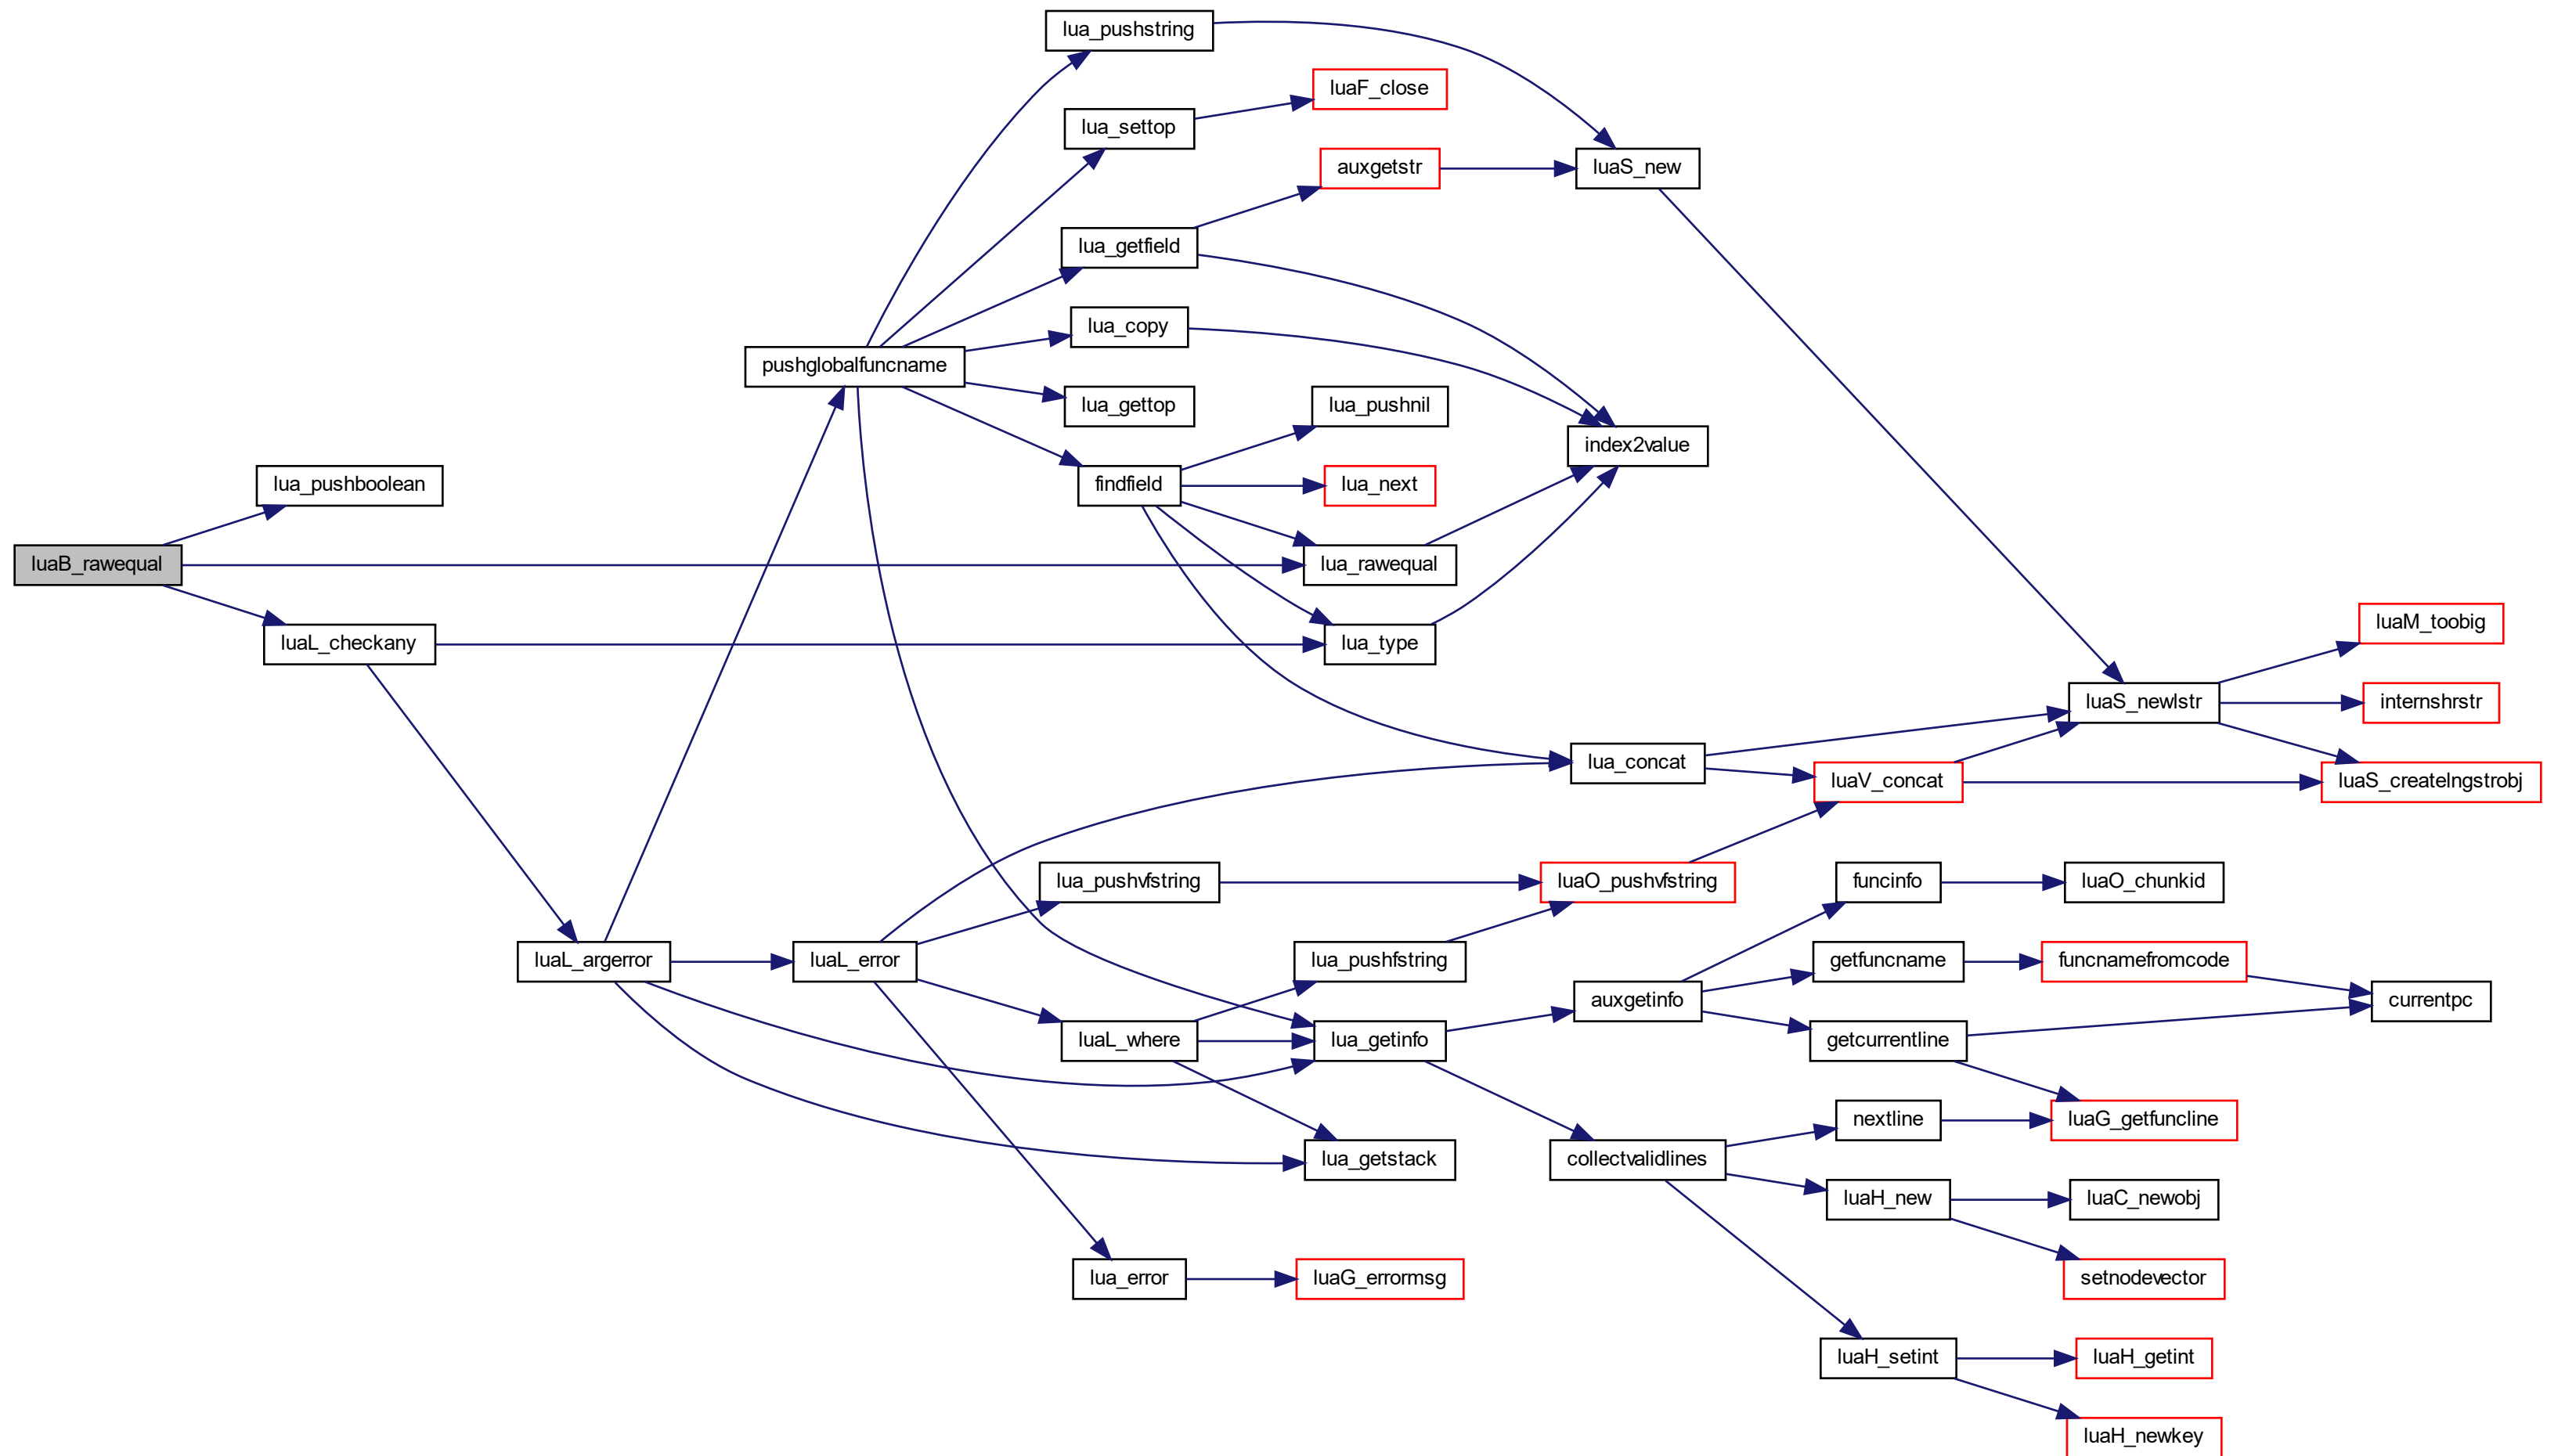 lua_pushstring
luaF_close
lua_settop
auxgetstr
luaS_new
lua_getfield
lua_copy
pushglobalfuncname
lua_gettop
lua_pushnil
index2value
lua_pushboolean
findfield
lua_next
luaB_rawequal
lua_rawequal
luaL_checkany
lua_type
luaM_toobig
luaS_newlstr
internshrstr
lua_concat
luaV_concat
luaS_createlngstrobj
lua_pushvfstring
luaO_pushvfstring
funcinfo
luaO_chunkid
luaL_argerror
luaL_error
lua_pushfstring
getfuncname
funcnamefromcode
auxgetinfo
currentpc
luaL_where
lua_getinfo
getcurrentline
nextline
luaG_getfuncline
lua_getstack
collectvalidlines
luaH_new
luaC_newobj
lua_error
luaG_errormsg
setnodevector
luaH_setint
luaH_getint
luaH_newkey